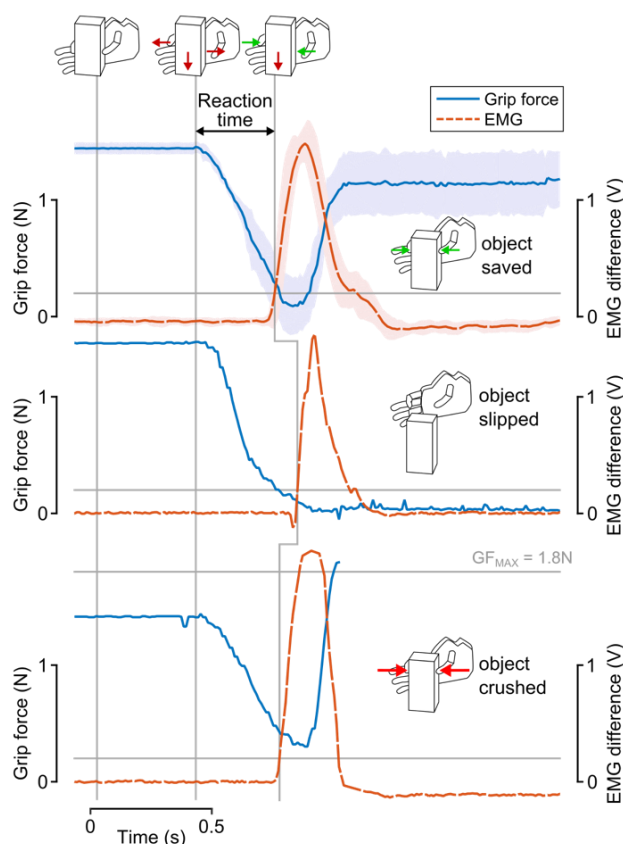 Reaction
time
Grip force
EMG
Grip force (N)
1
0
object
saved
1
0
EMG difference (V)
Grip force (N)
1
0
object
slipped
1
0
EMG difference (V)
GFMAX = 1.8N
Grip force (N)
1
0
object
crushed
1
0
EMG difference (V)
0
0.5
Time (s)